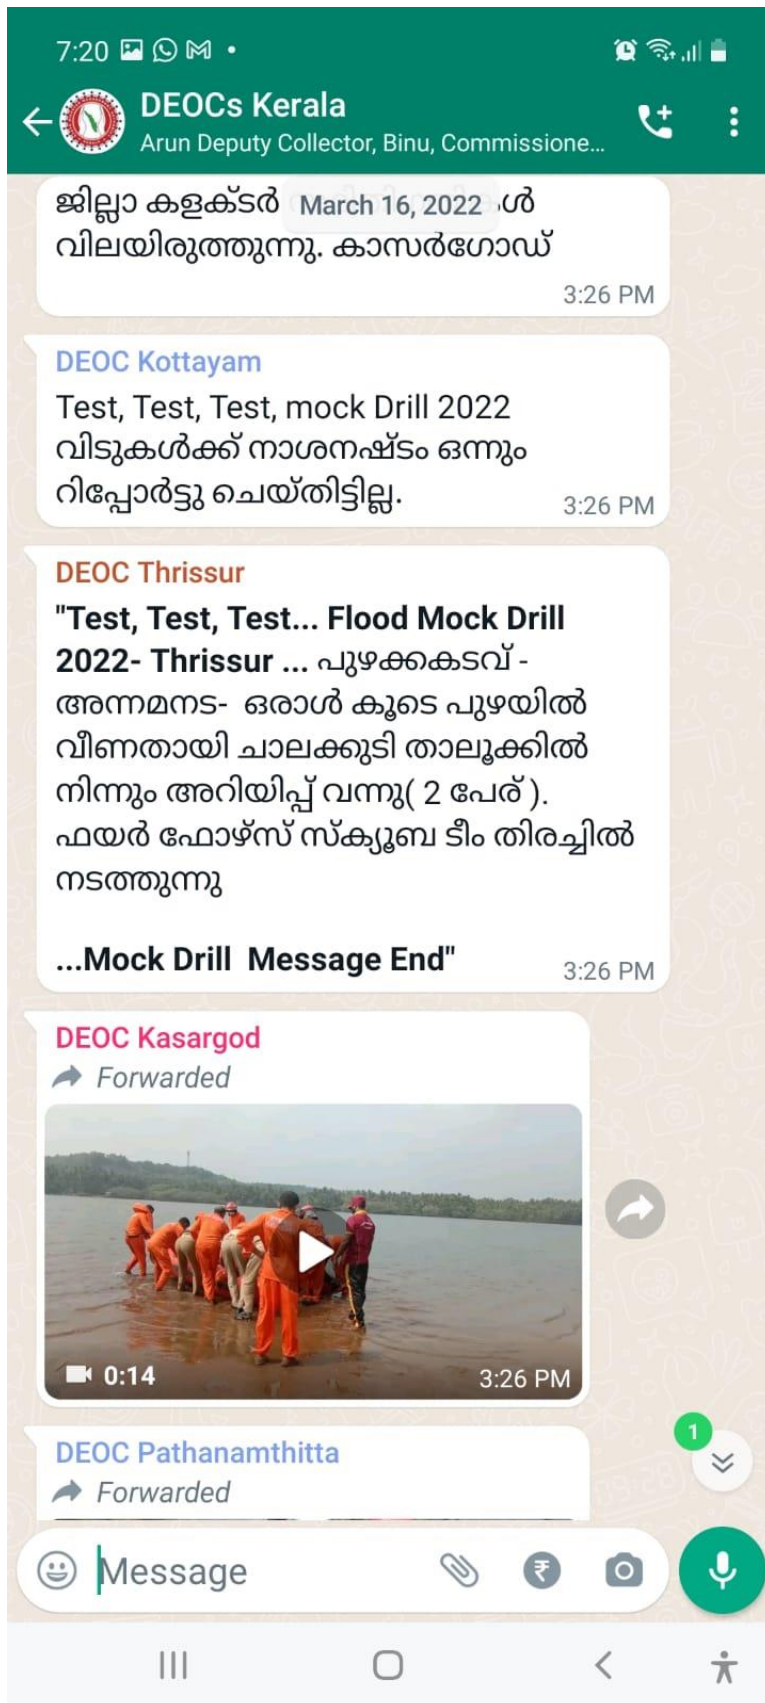 7:20
DEOCs Kerala
Arun Deputy Collector, Binu, Commissione...
ജില്ലാ കളക്ടർ
March 16, 2022
വിലയിരുത്തുന്നു. കാസർഗോഡ്
3:26 PM
DEOC Kottayam
Test, Test, Test, mock Drill 2022
വിടുകൾക്ക് നാശനഷ്ടം ഒന്നും
റിപ്പോർട്ടു ചെയ്തിട്ടില്ല.
3:26 PM
DEOC Thrissur
"Test, Test, Test... Flood Mock Drill
2022- Thrissur ... പുഴക്കകടവ് -
അന്നമനട- ഒരാൾ കൂടെ പുഴയിൽ
വീണതായി ചാലക്കുടി താലൂക്കിൽ
നിന്നും അറിയിപ്പ് വന്നു( 2 പേര് ).
ഫയർ ഫോഴ്സ് സ്ക്യൂബ ടീം തിരച്ചിൽ
നടത്തുന്നു
...Mock Drill Message End"
3:26 PM
DEOC Kasargod
Forwarded
0:14
3:26 PM
1
DEOC Pathanamthitta
Forwarded
Message